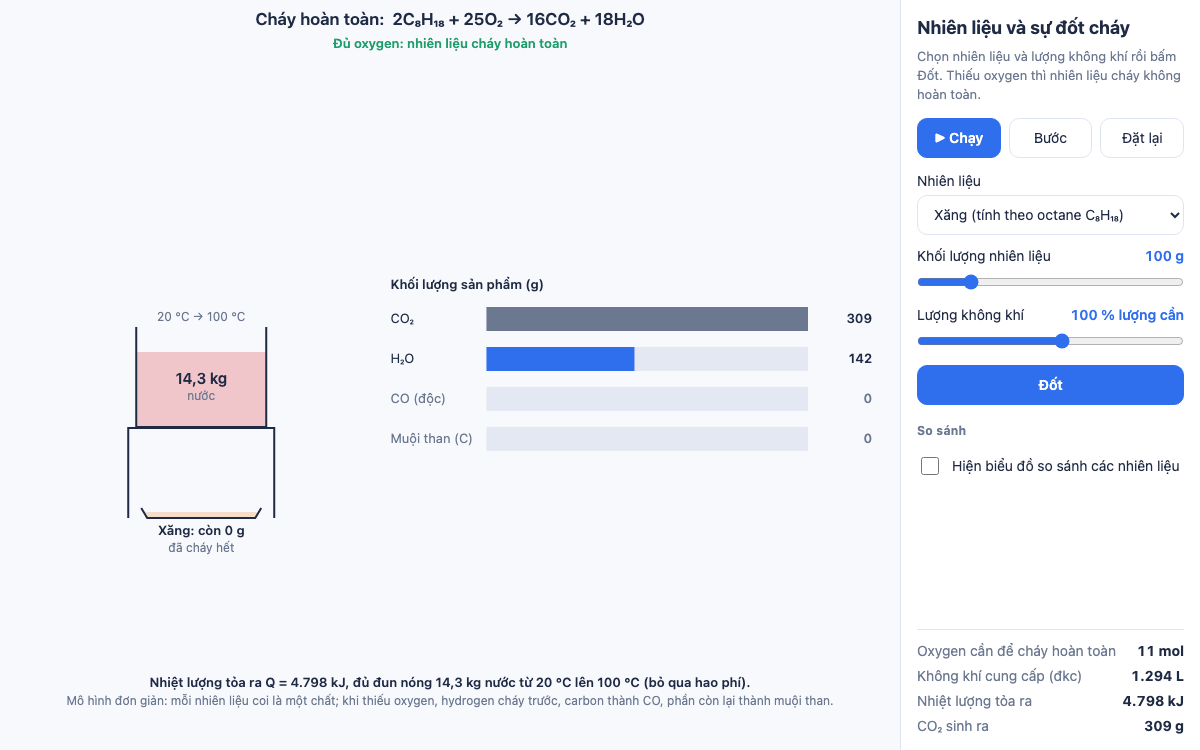 Cháy hoàn toàn: 2C₈H₁₈ + 25O₂ → 16CO₂ + 18H₂O
Đủ oxygen: nhiên liệu cháy hoàn toàn
20 °C → 100 °C
14,3 kg
nước
Xăng: còn 0 g
đã cháy hết
Khối lượng sản phẩm (g)
CO₂ 309
H₂O 142
CO (độc) 0
Muội than (C) 0
Nhiệt lượng tỏa ra Q = 4.798 kJ, đủ đun nóng 14,3 kg nước từ 20 °C lên 100 °C (bỏ qua hao phí).
Mô hình đơn giản: mỗi nhiên liệu coi là một chất; khi thiếu oxygen, hydrogen cháy trước, carbon thành CO, phần còn lại thành muội than.
Nhiên liệu và sự đốt cháy
Chọn nhiên liệu và lượng không khí rồi bấm
Đốt. Thiếu oxygen thì nhiên liệu cháy không
hoàn toàn.
▶ Chạy Bước Đặt lại
Nhiên liệu
Xăng (tính theo octane C₈H₁₈)
Khối lượng nhiên liệu 100 g
Lượng không khí 100 % lượng cần
Đốt
So sánh
Hiện biểu đồ so sánh các nhiên liệu
Oxygen cần để cháy hoàn toàn 11 mol
Không khí cung cấp (đkc) 1.294 L
Nhiệt lượng tỏa ra 4.798 kJ
CO₂ sinh ra 309 g